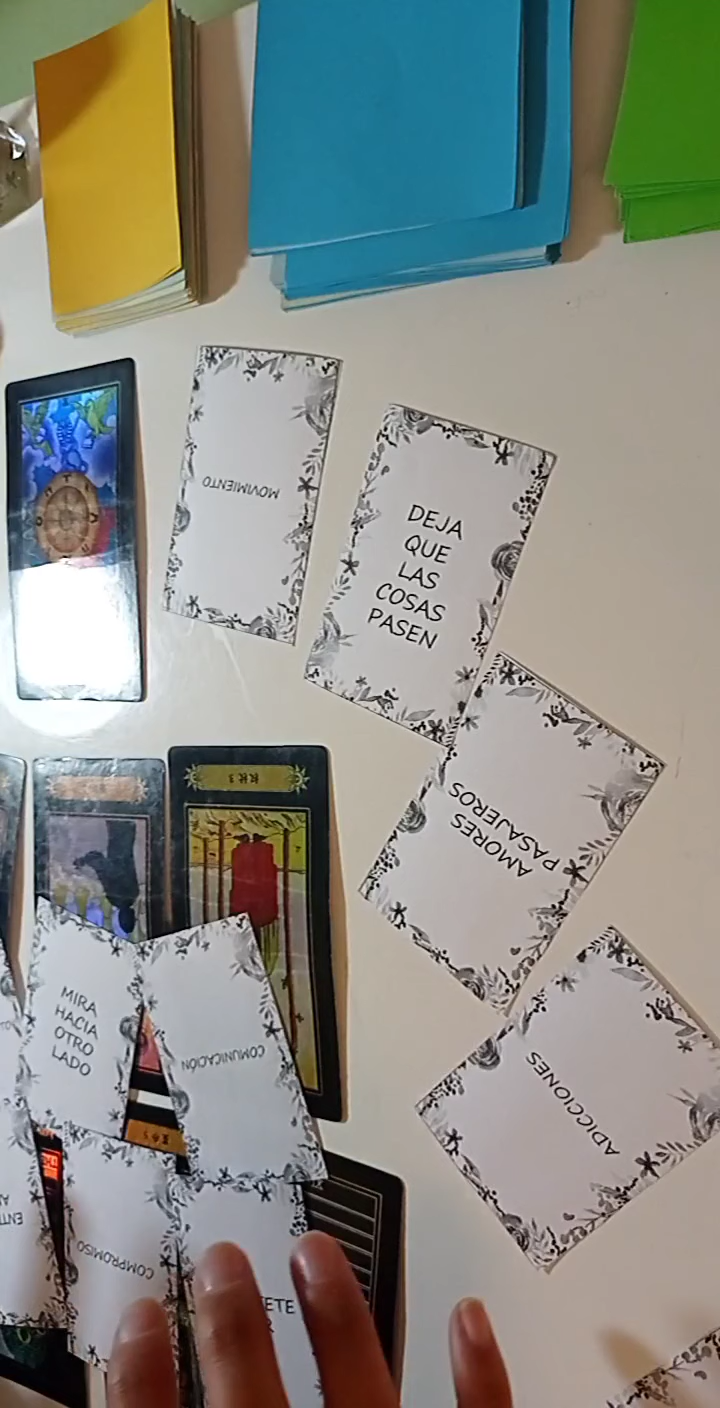 MOVIMIENTO
DEJA
QUE
LAS
COSAS
PASEN
AMORES
PASAJEROS
ADICCIONES
MIRA
HACIA
OTRO
LADO
COMUNICACIÓN
COMPROMISO